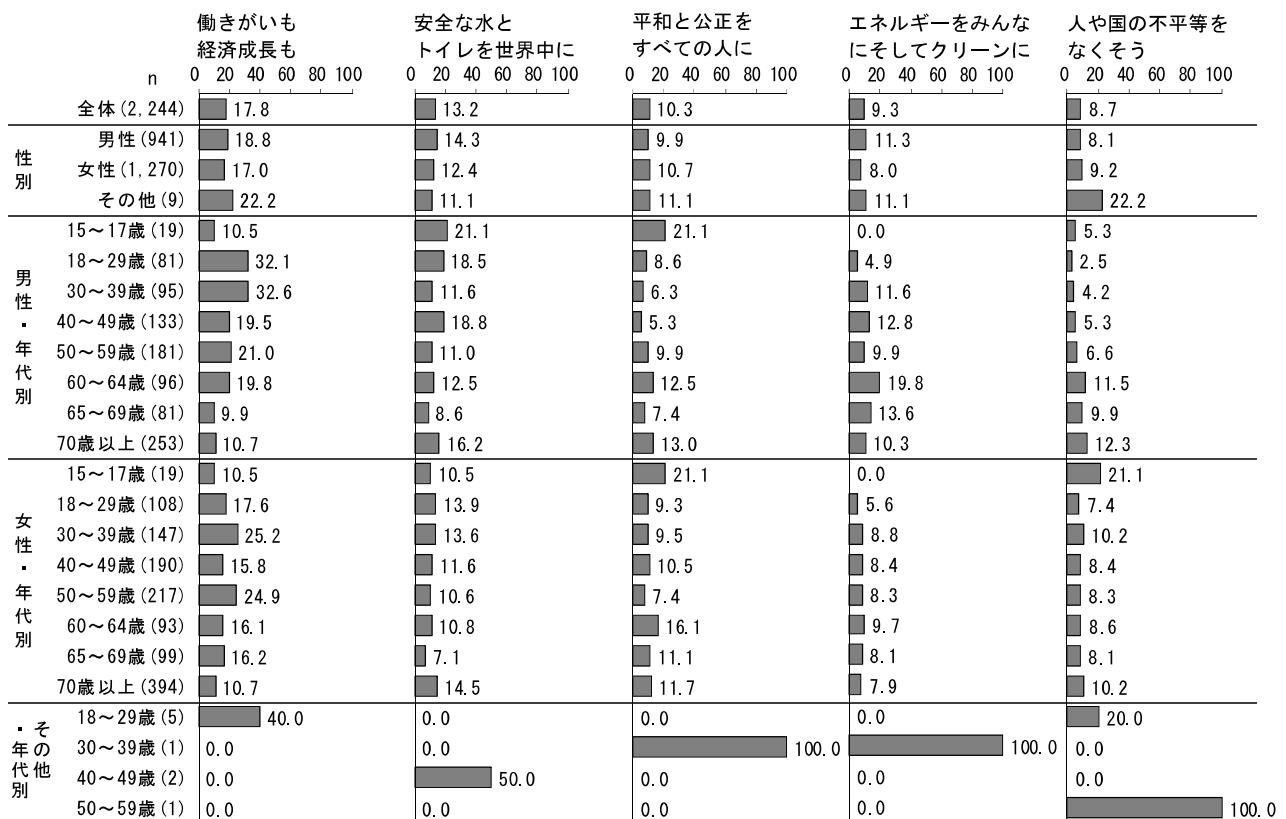 働きがいも
経済成長も
安全な水と
トイレを世界中に
平和と公正を
すべての人に
エネルギーをみんな
にそしてクリーンに
人や国の不平等を
なくそう
n 0 20 40 60 80 100 0 20 40 60 80 100 0 20 40 60 80 100 0 20 40 60 80 100 0 20 40 60 80 100
全体(2,244) 17.8 13.2 10.3 9.3 8.7
性別
男性(941) 18.8 14.3 9.9 11.3 8.1
女性(1,270) 17.0 12.4 10.7 8.0 9.2
その他(9) 22.2 11.1 11.1 11.1 22.2
男性・年代別
15～17歳(19) 10.5 21.1 21.1 0.0 5.3
18～29歳(81) 32.1 18.5 8.6 4.9 2.5
30～39歳(95) 32.6 11.6 6.3 11.6 4.2
40～49歳(133) 19.5 18.8 5.3 12.8 5.3
50～59歳(181) 21.0 11.0 9.9 9.9 6.6
60～64歳(96) 19.8 12.5 12.5 19.8 11.5
65～69歳(81) 9.9 8.6 7.4 13.6 9.9
70歳以上(253) 10.7 16.2 13.0 10.3 12.3
女性・年代別
15～17歳(19) 10.5 10.5 21.1 0.0 21.1
18～29歳(108) 17.6 13.9 9.3 5.6 7.4
30～39歳(147) 25.2 13.6 9.5 8.8 10.2
40～49歳(190) 15.8 11.6 10.5 8.4 8.4
50～59歳(217) 24.9 10.6 7.4 8.3 8.3
60～64歳(93) 16.1 10.8 16.1 9.7 8.6
65～69歳(99) 16.2 7.1 11.1 8.1 8.1
70歳以上(394) 10.7 14.5 11.7 7.9 10.2
その他・年代別
18～29歳(5) 40.0 0.0 0.0 0.0 20.0
30～39歳(1) 0.0 0.0 100.0 100.0 0.0
40～49歳(2) 0.0 50.0 0.0 0.0 0.0
50～59歳(1) 0.0 0.0 0.0 0.0 100.0